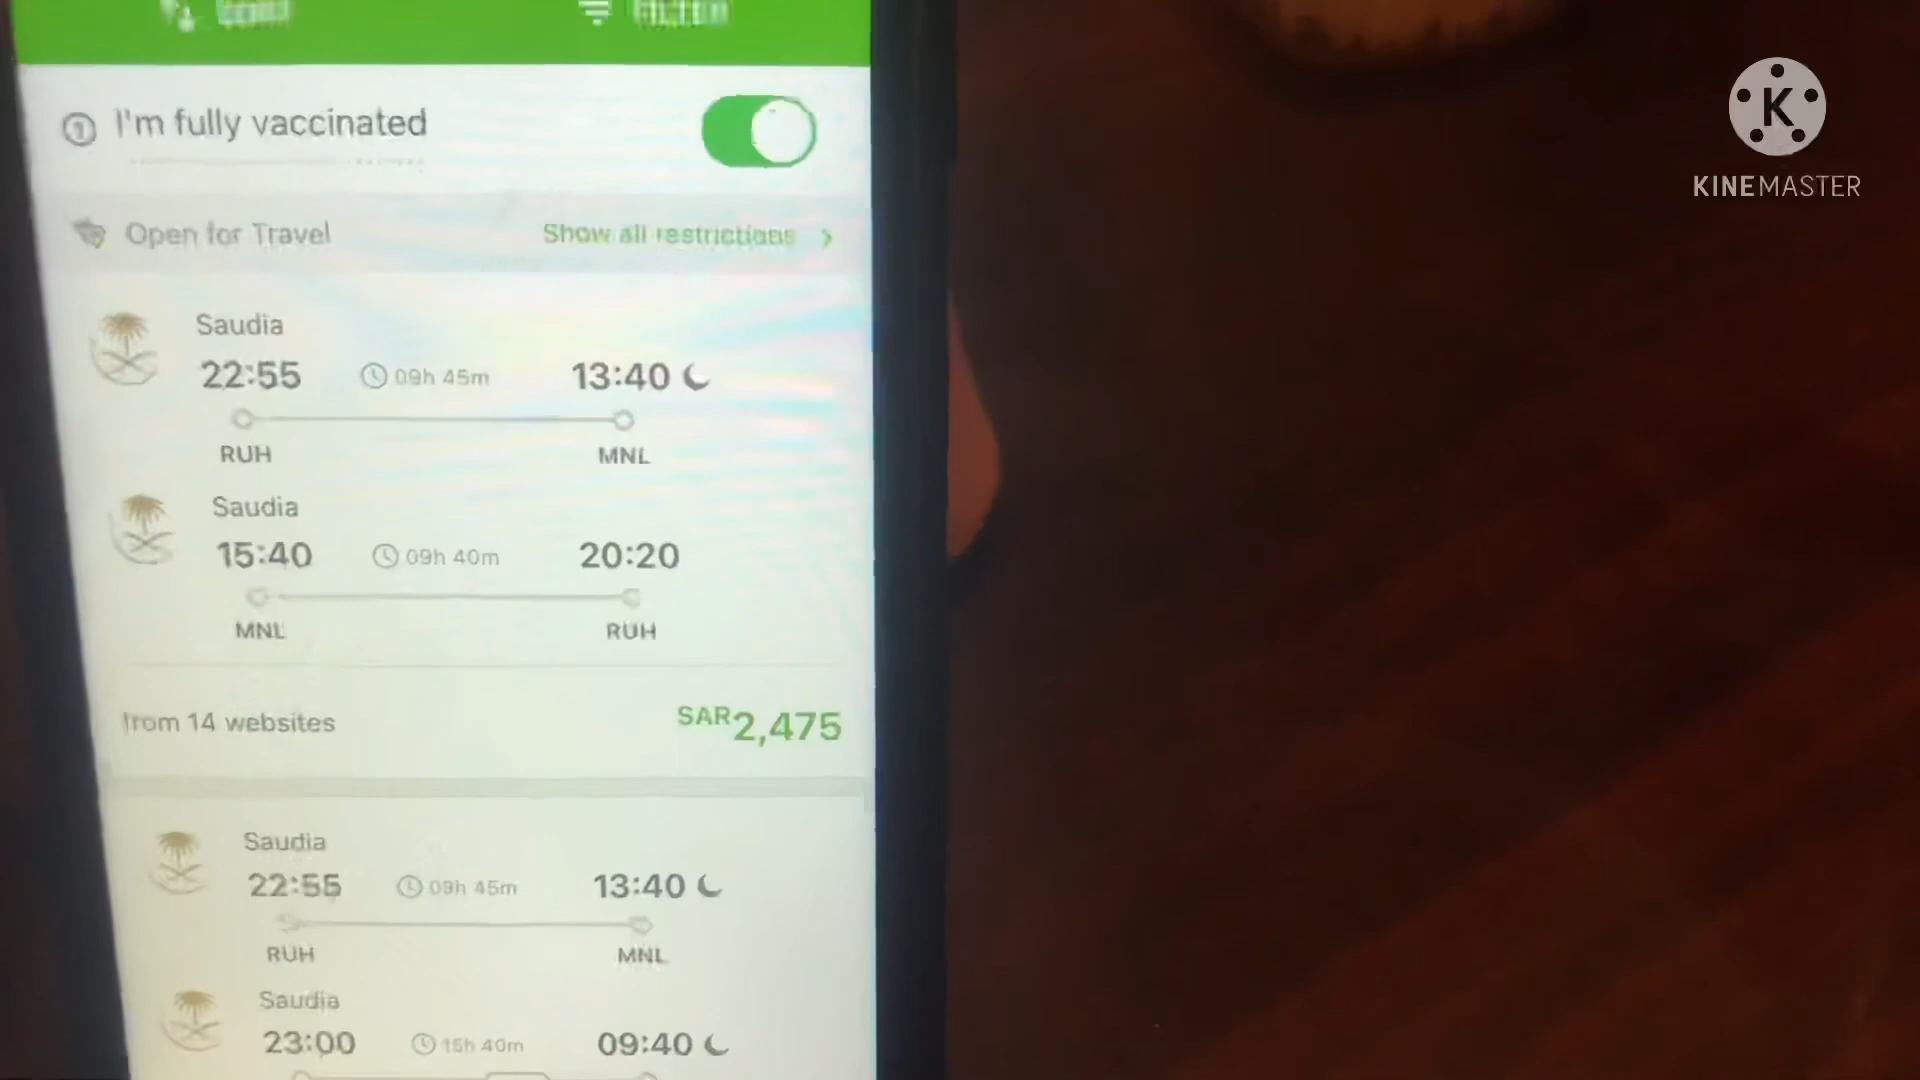 I'm fully vaccinated
Open for Travel
Show all restrictions
Saudia
22:55 09h 45m 13:40
RUH MNL
Saudia
15:40 09h 40m 20:20
MNL RUH
from 14 websites SAR2,475
Saudia
22:55 09h 45m 13:40
RUH MNL
Saudia
23:00 15h 40m 09:40
K
KINEMASTER